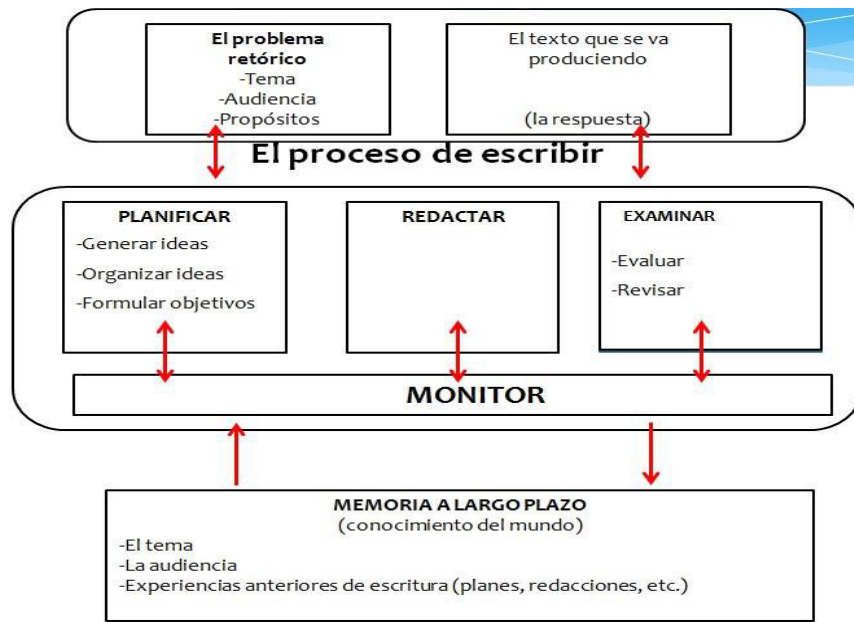 El problema
retórico
-Tema
-Audiencia
-Propósitos
El texto que se va
produciendo
(la respuesta)
El proceso de escribir
PLANIFICAR
-Generar ideas
-Organizar ideas
-Formular objetivos
REDACTAR
EXAMINAR
-Evaluar
-Revisar
MONITOR
MEMORIA A LARGO PLAZO
(conocimiento del mundo)
-El tema
-La audiencia
-Experiencias anteriores de escritura (planes, redacciones, etc.)